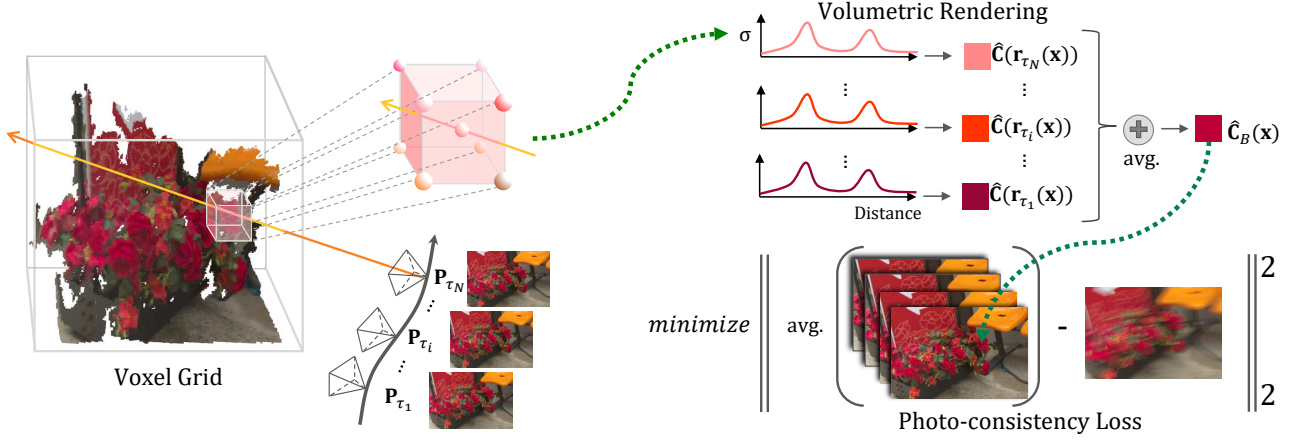 Volumetric Rendering
σ
Ĉ(r_{τ_N}(x))
⋮
⋮
Ĉ(r_{τ_i}(x))
Ĉ_B(x)
avg.
⋮
⋮
Ĉ(r_{τ_1}(x))
Distance
Voxel Grid
P_{τ_N}
⋮
P_{τ_i}
⋮
P_{τ_1}
minimize
avg.
-
2
2
Photo-consistency Loss